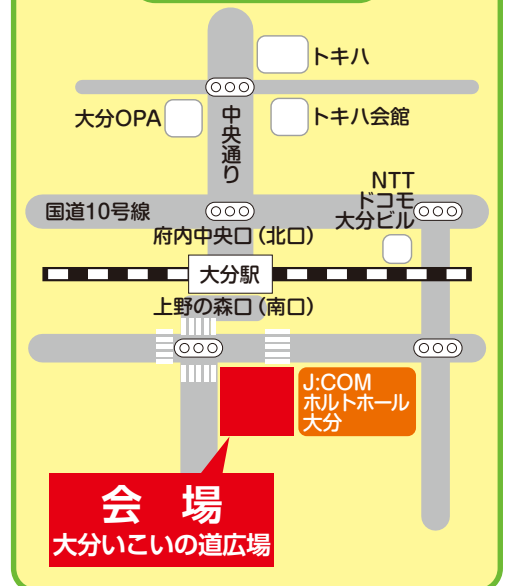 トキハ
大分OPA
中央通り
トキハ会館
NTT
ドコモ
大分ビル
国道10号線
府内中央口（北口）
大分駅
上野の森口（南口）
J:COM
ホルトホール
大分
会 場
大分いこいの道広場